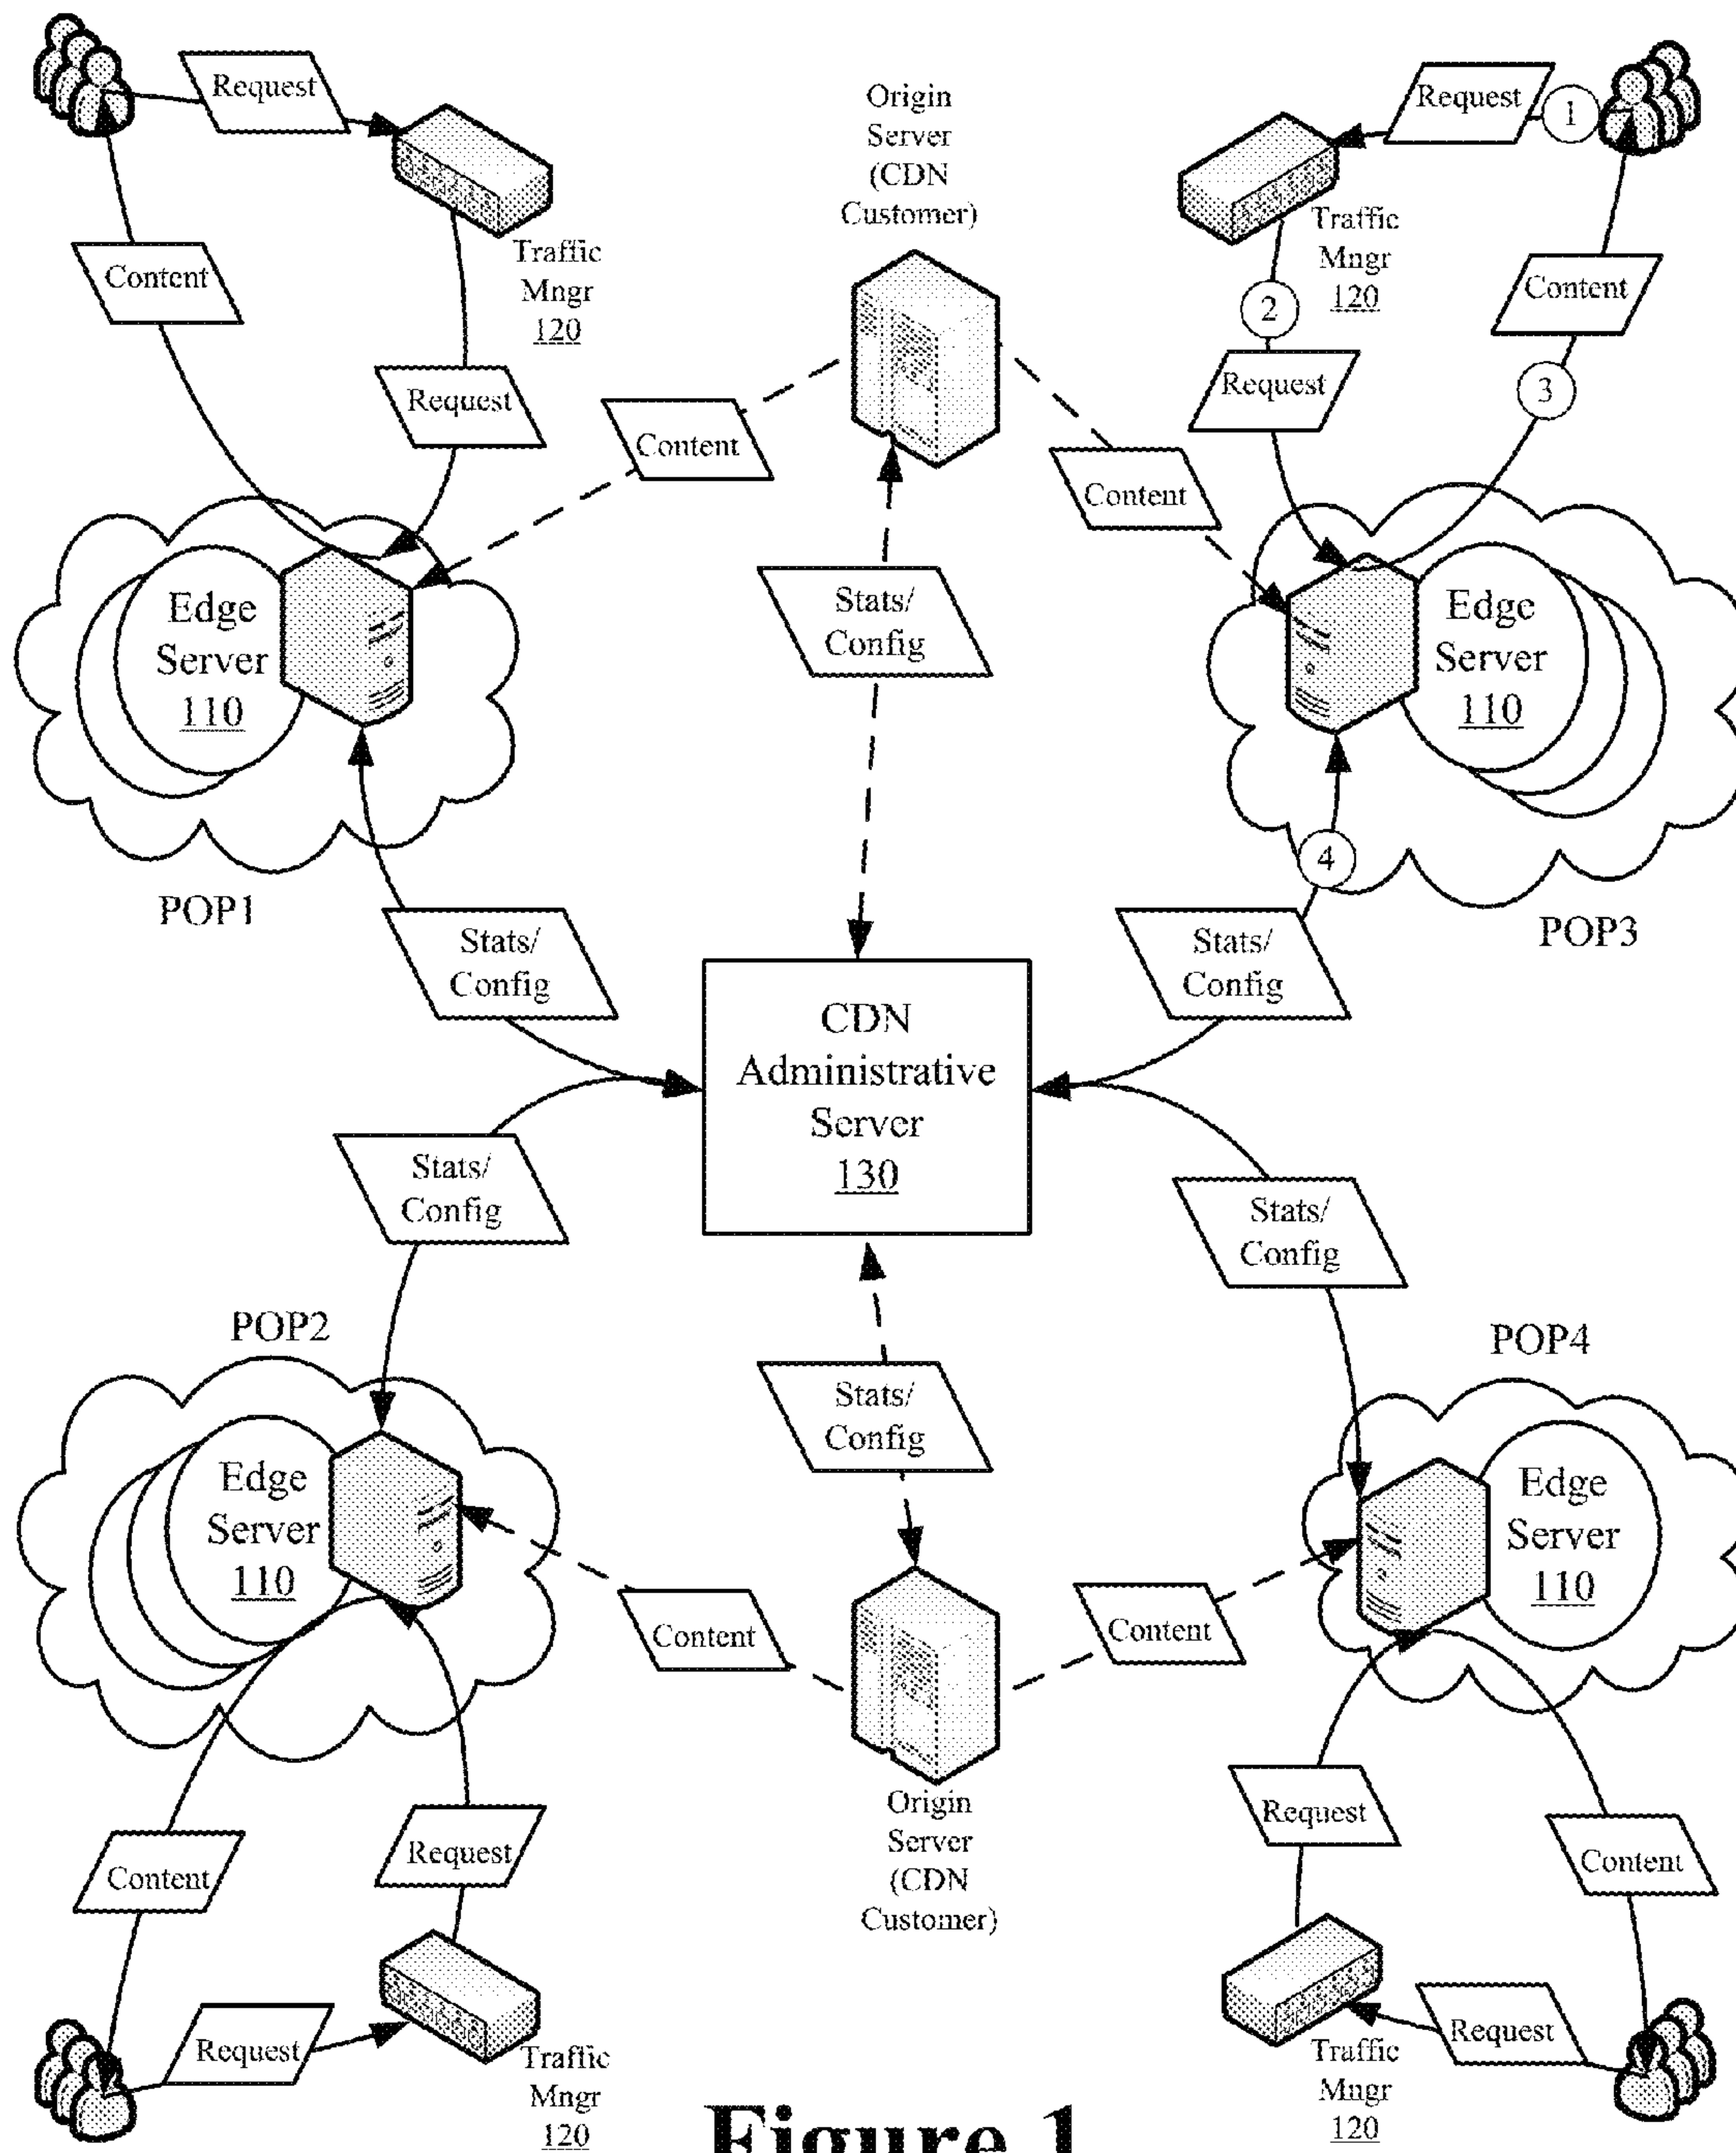 Request
Origin
Server
(CDN
Customer)
Request
1
Traffic
Mngr
120
Traffic
Mngr
120
Content
Content
2
Request
Request
3
Content
Content
Edge
Server
110
Stats/
Config
Edge
Server
110
4
POP1
POP3
Stats/
Config
Stats/
Config
CDN
Administrative
Server
130
Stats/
Config
Stats/
Config
POP2
POP4
Stats/
Config
Edge
Server
110
Edge
Server
110
Content
Content
Origin
Server
(CDN
Customer)
Request
Request
Content
Content
Request
Traffic
Mngr
120
Request
Traffic
Mngr
120
Figure 1